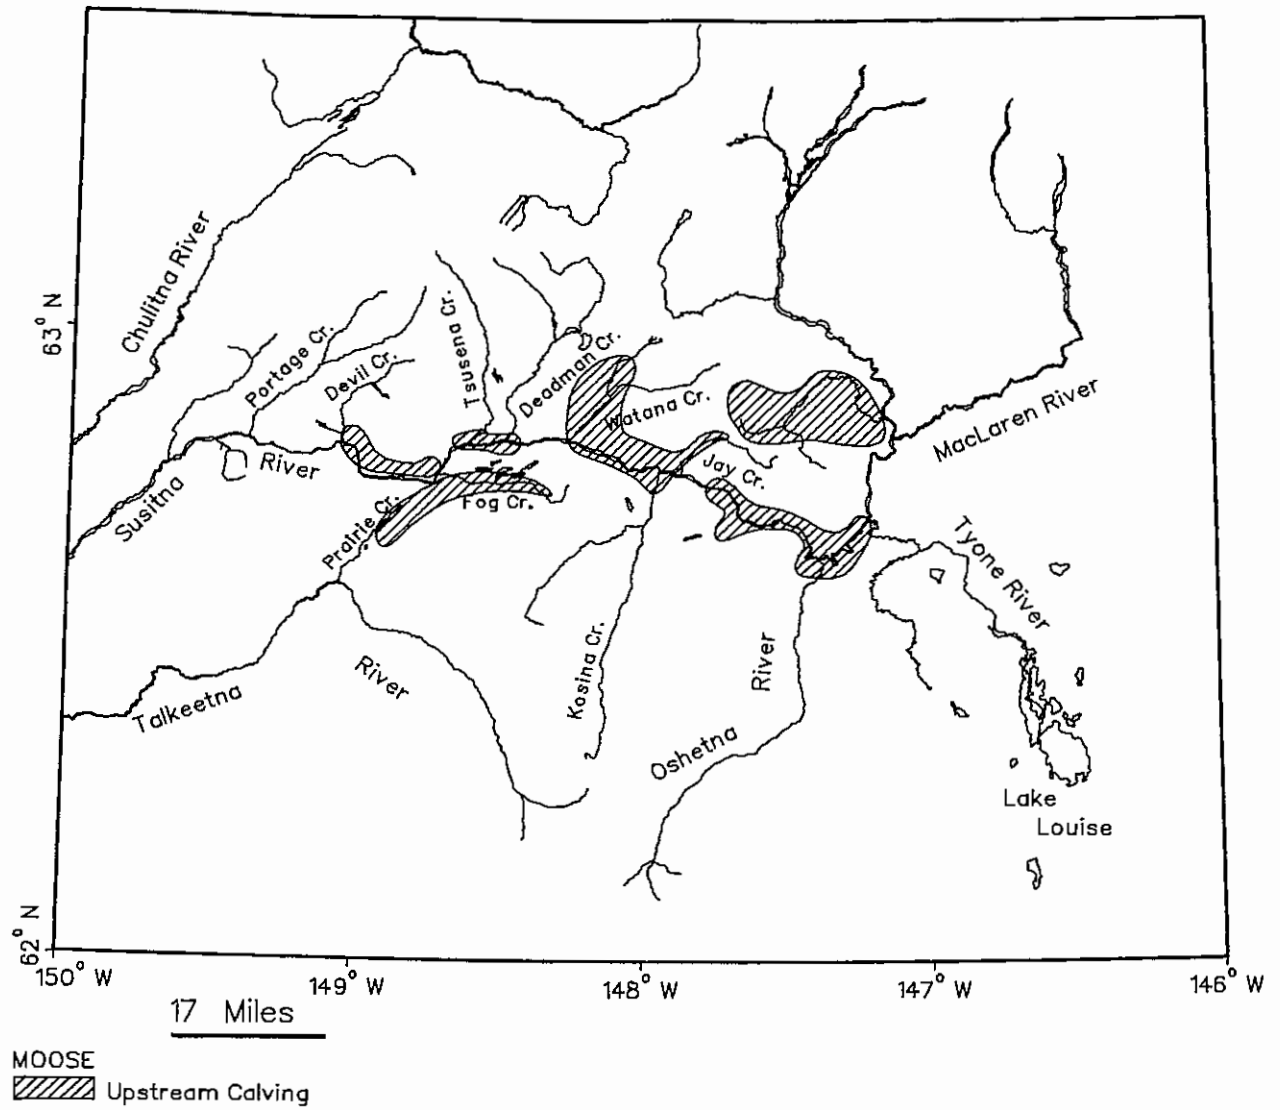 Chulitna River
63° N
Portage Cr.
Devil Cr.
Tsusena Cr.
Deadman Cr.
Watana Cr.
MacLaren River
Susitna
River
Prairie Cr.
Fog Cr.
Jay Cr.
Tyone River
Talkeetna
River
Kosina Cr.
Oshetna
River
Lake
Louise
62° N
150° W
149° W
148° W
147° W
146° W
17 Miles
MOOSE
Upstream Calving